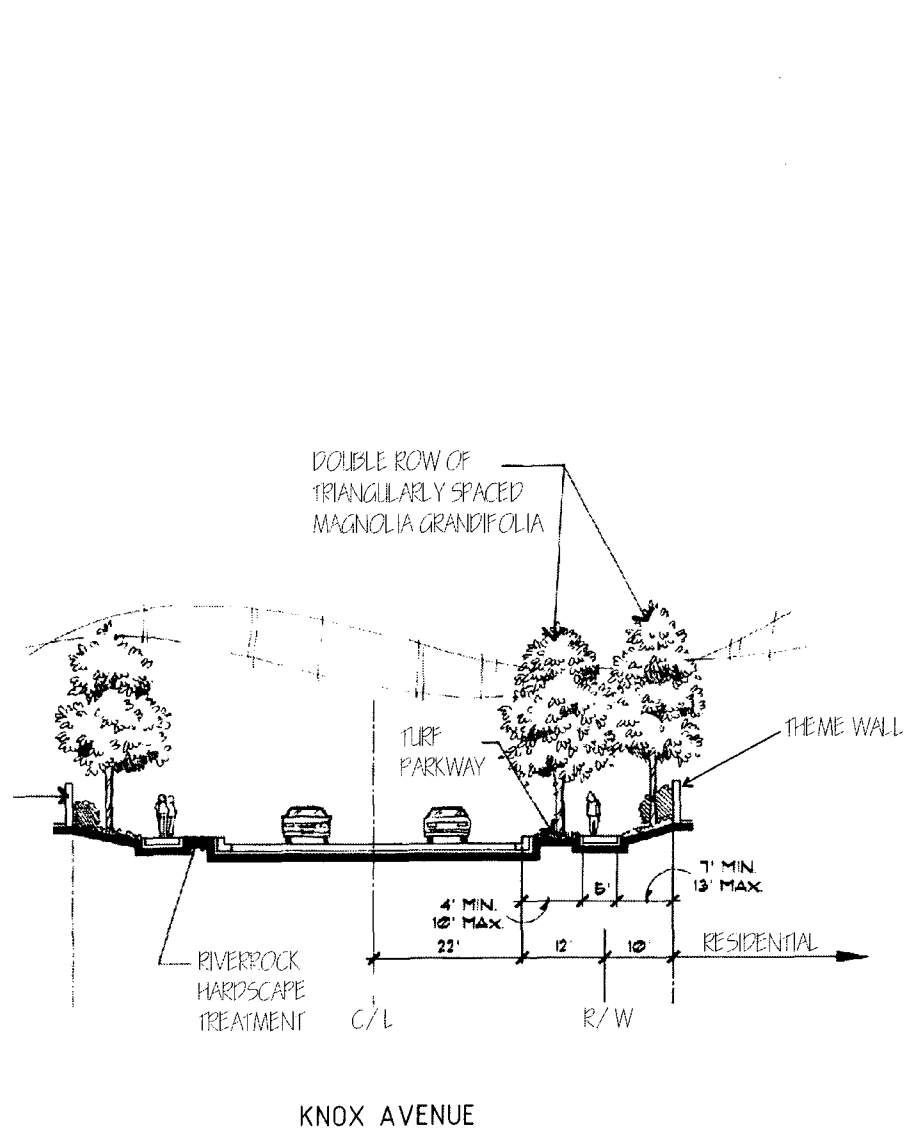 DOUBLE ROW OF
TRIANGULARLY SPACED
MAGNOLIA GRANDIFOLIA
TURF
PARKWAY
THEME WALL
7' MIN.
13' MAX.
5'
4' MIN.
10' MAX.
22'
12'
10'
RESIDENTIAL
RIVERROCK
HARDSCAPE
TREATMENT
C/L
R/W
KNOX AVENUE